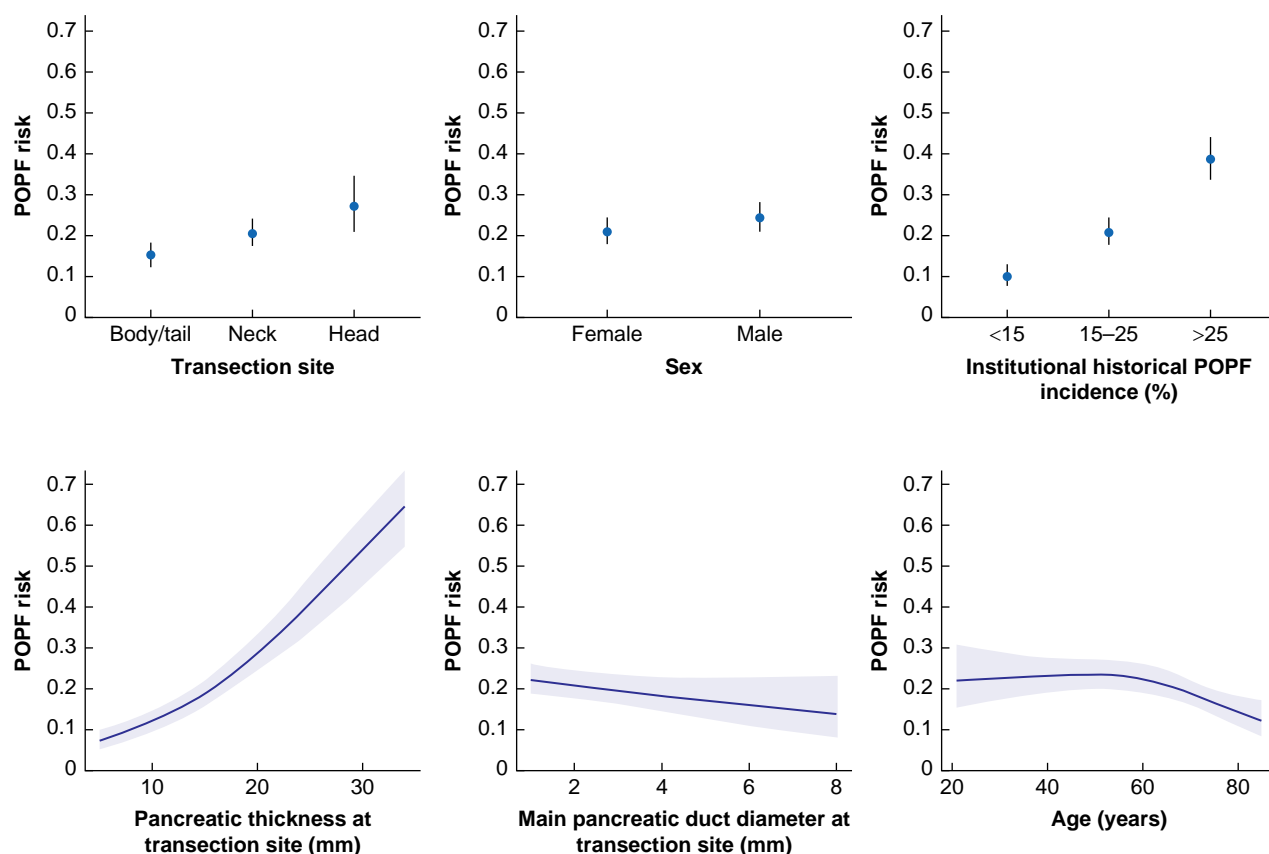 0.7
0.6
0.5
0.4
0.3
0.2
0.1
0
POPF risk
Body/tail Neck Head
Transection site
0.7
0.6
0.5
0.4
0.3
0.2
0.1
0
POPF risk
Female Male
Sex
0.7
0.6
0.5
0.4
0.3
0.2
0.1
0
POPF risk
<15 15–25 >25
Institutional historical POPF
incidence (%)
0.7
0.6
0.5
0.4
0.3
0.2
0.1
0
POPF risk
10 20 30
Pancreatic thickness at
transection site (mm)
0.7
0.6
0.5
0.4
0.3
0.2
0.1
0
POPF risk
2 4 6 8
Main pancreatic duct diameter at
transection site (mm)
0.7
0.6
0.5
0.4
0.3
0.2
0.1
0
POPF risk
20 40 60 80
Age (years)